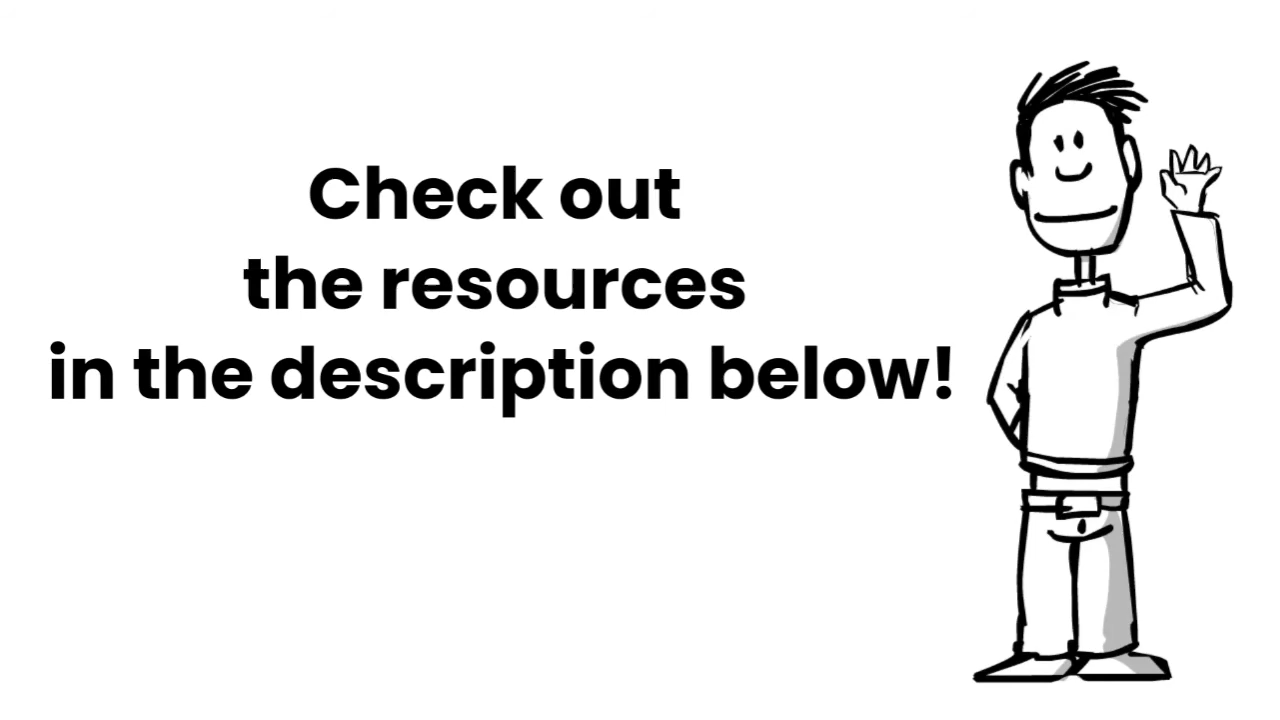 Check out
the resources
in the description below!